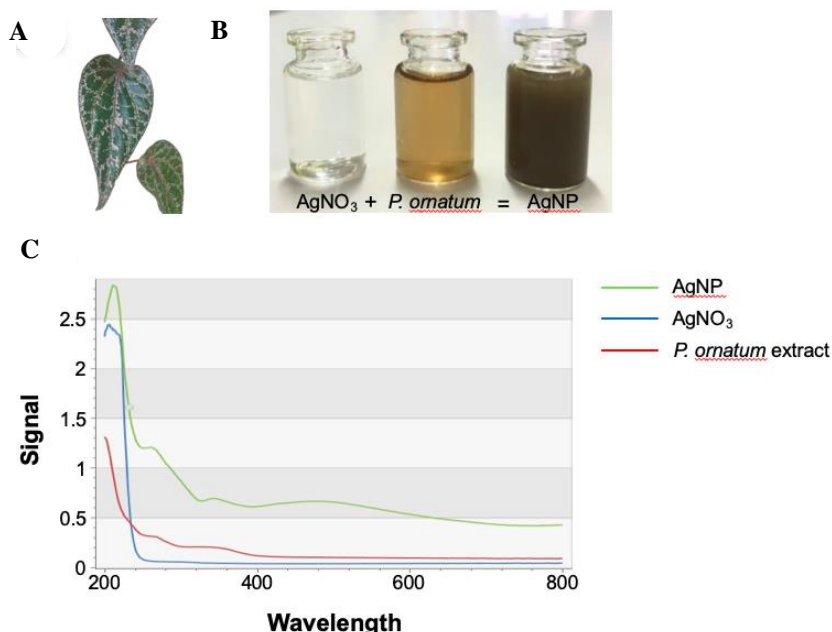 A
B
AgNO₃ + P. ornatum = AgNP
C
AgNP
AgNO₃
P. ornatum extract
Signal
2.5
2
1.5
1
0.5
0
200
400
600
800
Wavelength